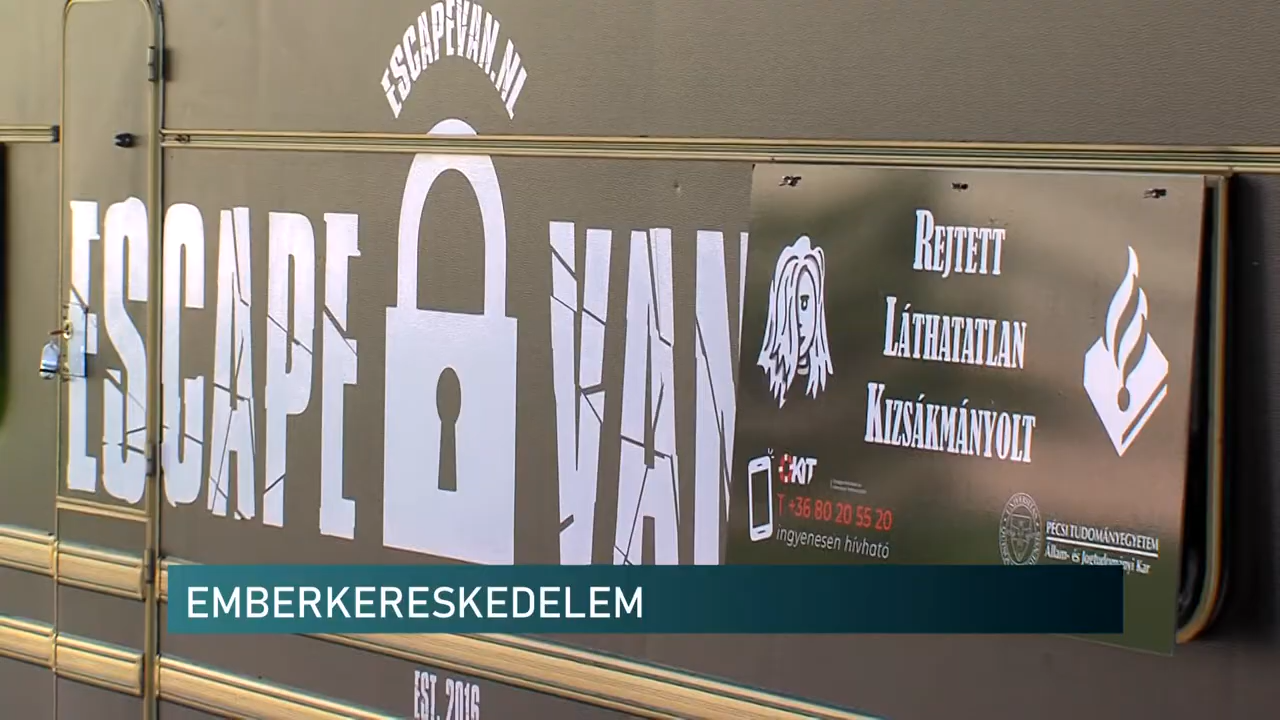 ESCAPEVAN.NL
ESCAPE VAN
REJTETT
LÁTHATATLAN
KIZSÁKMÁNYOLT
OKIT
T +36 80 20 55 20
ingyenesen hívható
PÉCSI TUDOMÁNYEGYETEM
Állam- és Jogtudományi Kar
EMBERKERESKEDELEM
EST. 2016